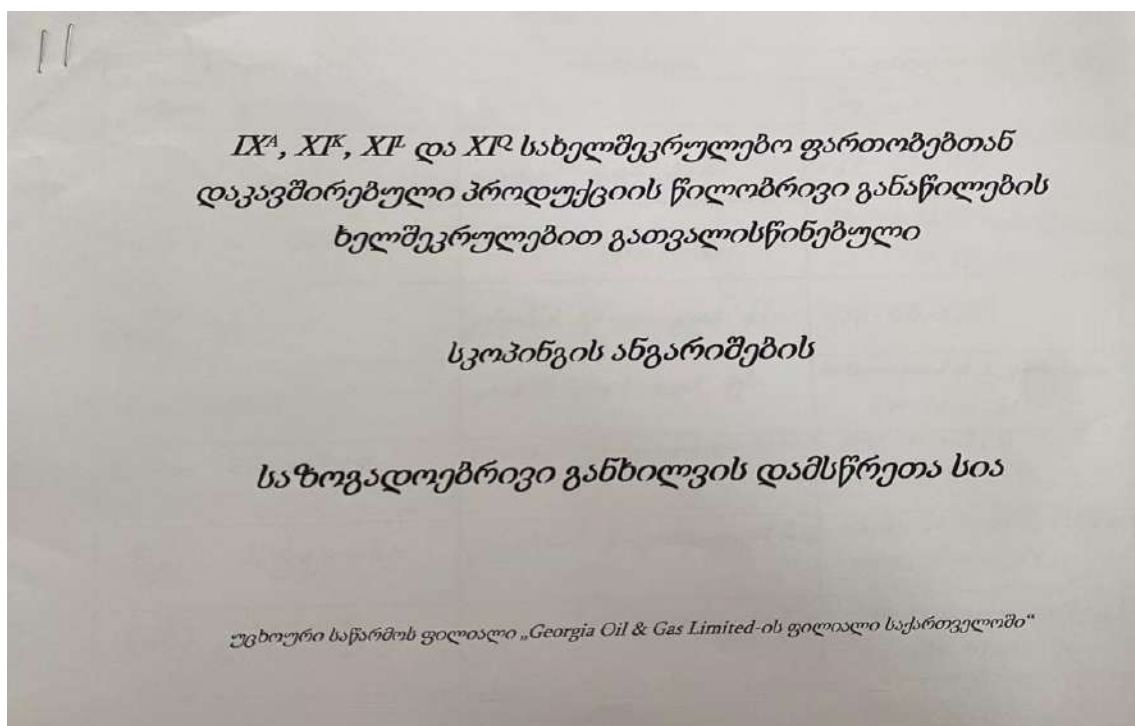 IXᴬ, XIᴷ, XIᴸ და XIQ სახელშეკრულებო ფართობებთან
დაკავშირებული პროდუქციის წილობრივი განაწილების
ხელშეკრულებით გათვალისწინებული
სკოპინგის ანგარიშების
საზოგადოებრივი განხილვის დამსწრეთა სია
უცხოური საწარმოს ფილიალი „Georgia Oil & Gas Limited-ის ფილიალი საქართველოში“